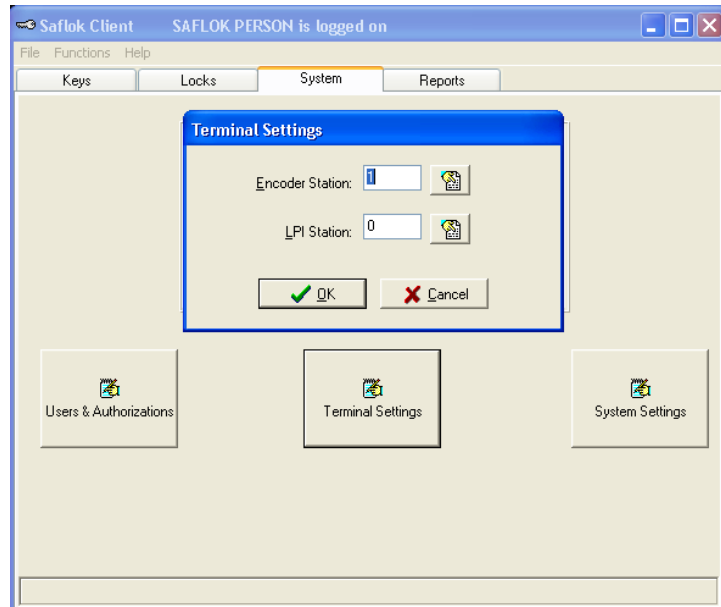 Saflok Client SAFLOK PERSON is logged on
File Functions Help
Keys Locks System Reports
Terminal Settings
Encoder Station: 1
LPI Station: 0
OK Cancel
Users & Authorizations Terminal Settings System Settings